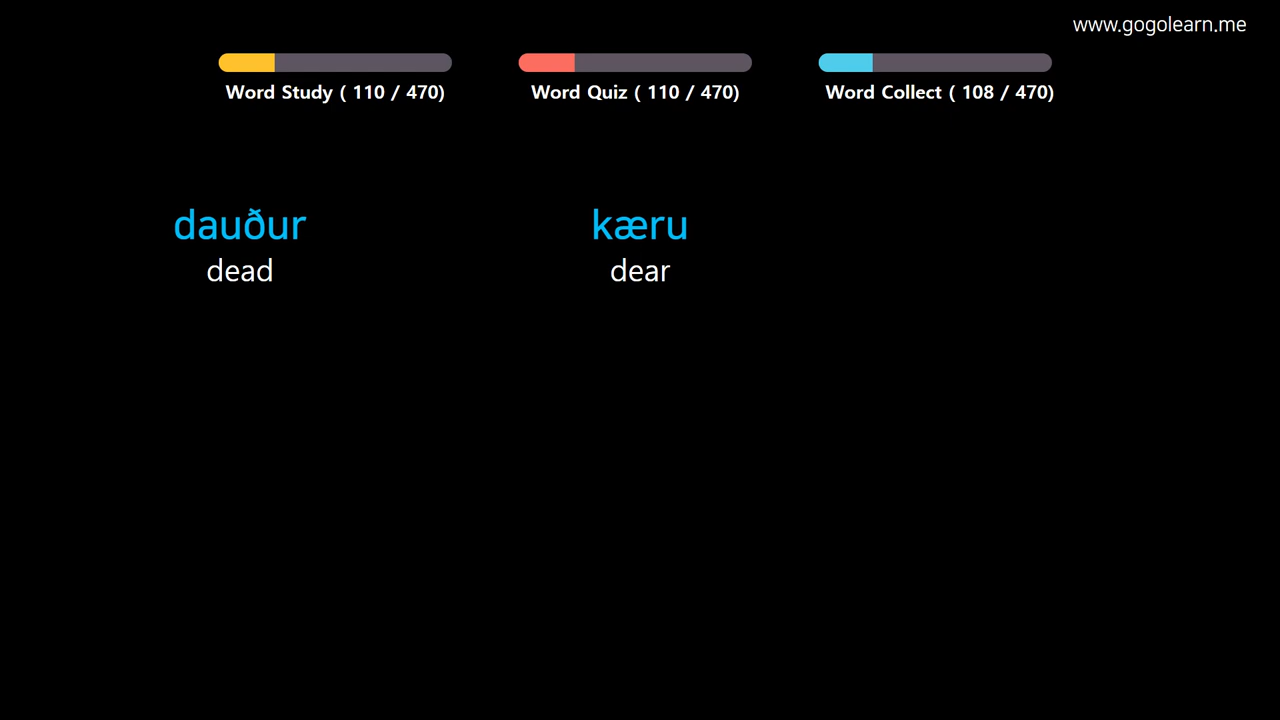 www.gogolearn.me
Word Study ( 110 / 470)
Word Quiz ( 110 / 470)
Word Collect ( 108 / 470)
dauður
dead
kæru
dear